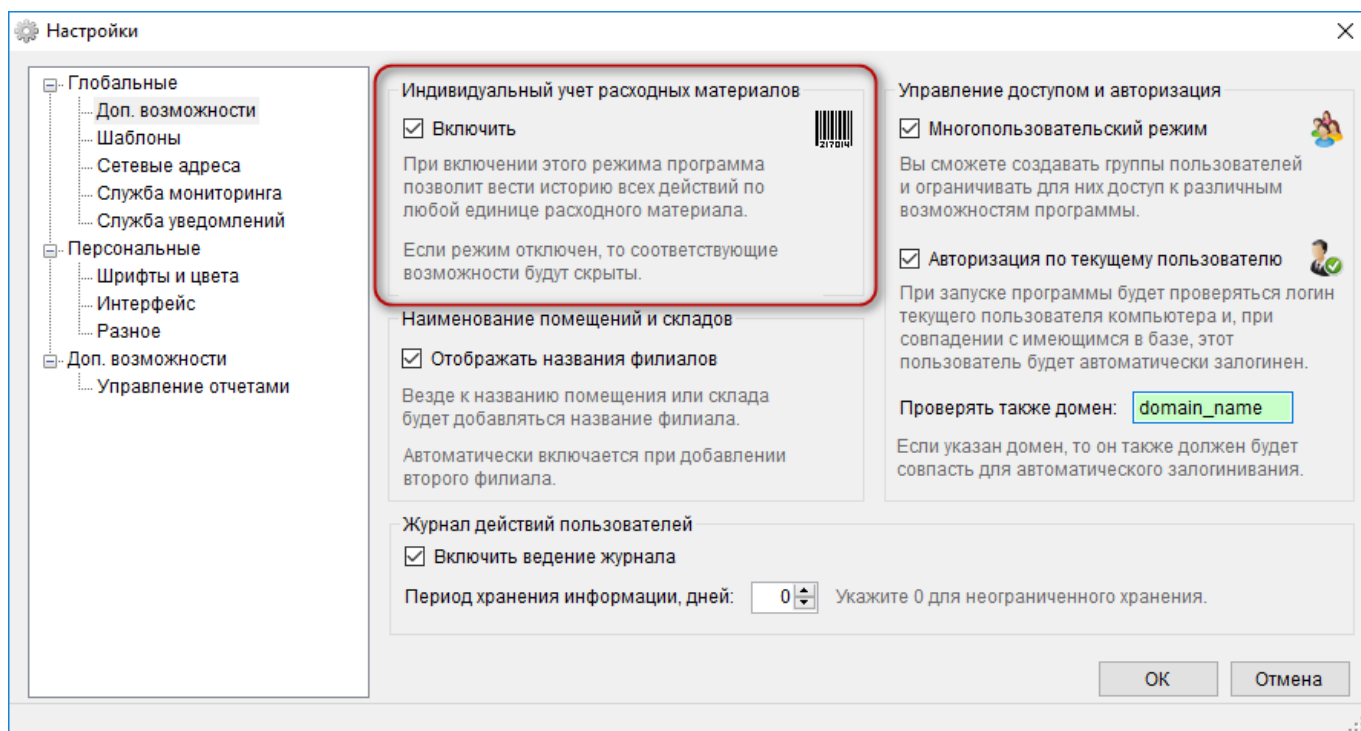 Настройки
Глобальные
Доп. возможности
Шаблоны
Сетевые адреса
Служба мониторинга
Служба уведомлений
Персональные
Шрифты и цвета
Интерфейс
Разное
Доп. возможности
Управление отчетами
Индивидуальный учет расходных материалов
Включить
217014
При включении этого режима программа
позволит вести историю всех действий по
любой единице расходного материала.
Если режим отключен, то соответствующие
возможности будут скрыты.
Наименование помещений и складов
Отображать названия филиалов
Везде к названию помещения или склада
будет добавляться название филиала.
Автоматически включается при добавлении
второго филиала.
Управление доступом и авторизация
Многопользовательский режим
Вы сможете создавать группы пользователей
и ограничивать для них доступ к различным
возможностям программы.
Авторизация по текущему пользователю
При запуске программы будет проверяться логин
текущего пользователя компьютера и, при
совпадении с имеющимся в базе, этот
пользователь будет автоматически залогинен.
Проверять также домен: domain_name
Если указан домен, то он также должен будет
совпасть для автоматического залогинивания.
Журнал действий пользователей
Включить ведение журнала
Период хранения информации, дней: 0 Укажите 0 для неограниченного хранения.
ОК Отмена